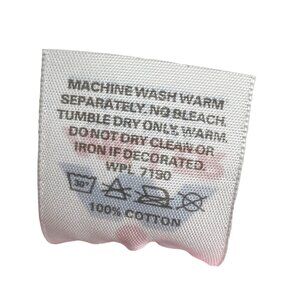 MACHINE WASH WARM
SEPARATELY. NO BLEACH.
TUMBLE DRY ONLY, WARM.
DO NOT DRY CLEAN OR
IRON IF DECORATED.
WPL 7190
30°
100% COTTON